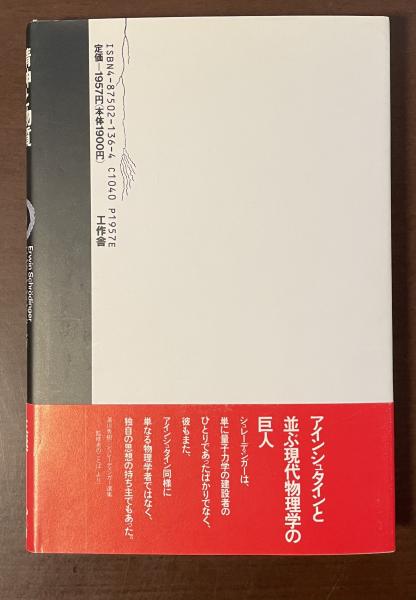 精神と物質
Erwin Schrödinger
ISBN4-87502-136-4 C1040 P1957E
定価—1957円(本体1900円)
工作舎
アインシュタインと
並ぶ現代物理学の
巨人
シュレーディンガーは、
単に量子力学の建設者の
ひとりであったばかりでなく、
彼もまた、
アインシュタイン同様に
単なる物理学者ではなく、
独自の思想の持ち主でもあった。